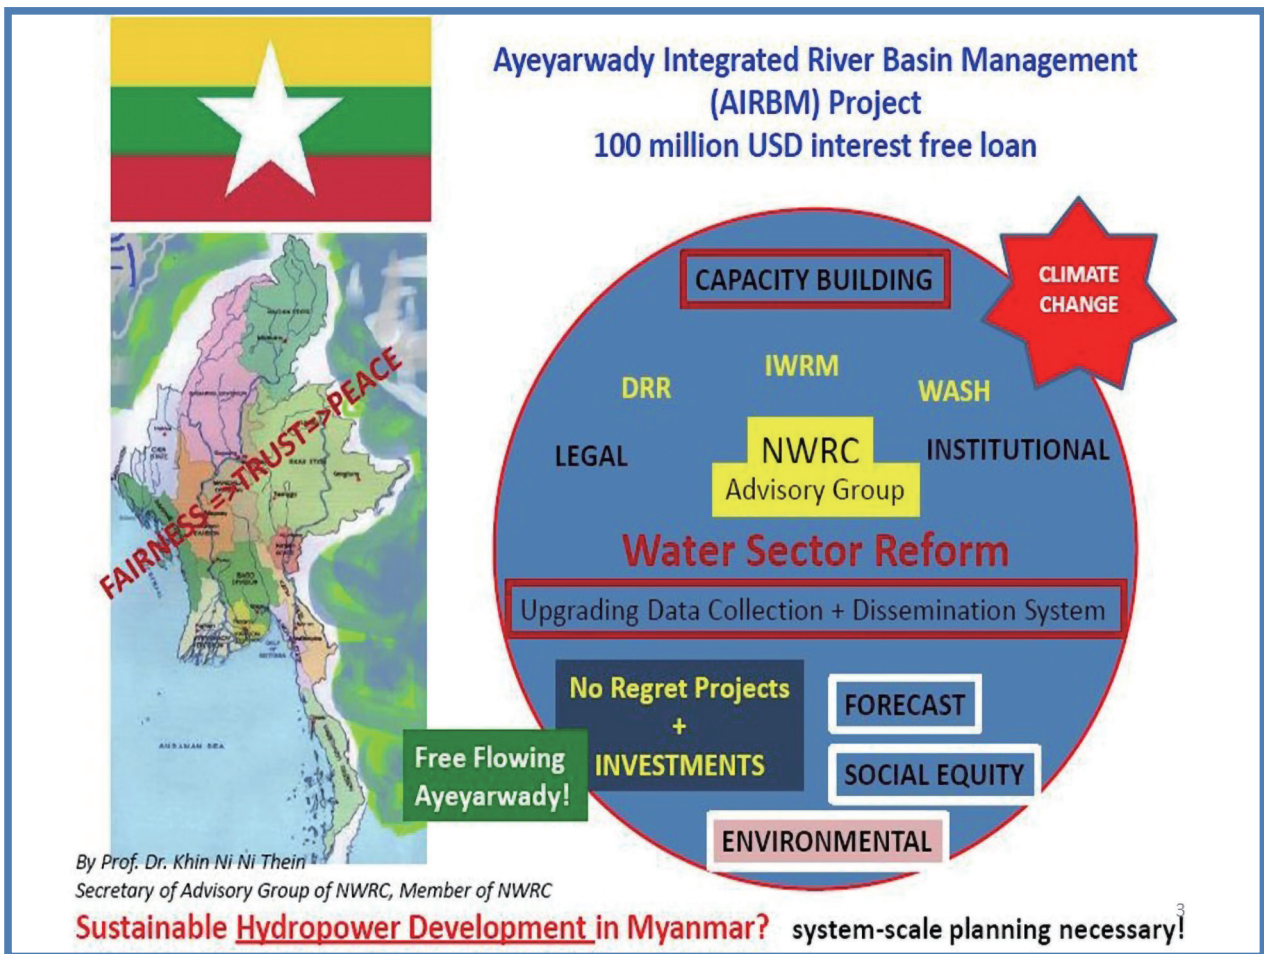 Ayeyarwady Integrated River Basin Management
(AIRBM) Project
100 million USD interest free loan
CAPACITY BUILDING
CLIMATE
CHANGE
IWRM
DRR
WASH
LEGAL
NWRC
INSTITUTIONAL
Advisory Group
Water Sector Reform
Upgrading Data Collection + Dissemination System
No Regret Projects
+
INVESTMENTS
FORECAST
SOCIAL EQUITY
ENVIRONMENTAL
Free Flowing
Ayeyarwady!
FAIRNESS=>TRUST=>PEACE
ANDAMAN SEA
By Prof. Dr. Khin Ni Ni Thein
Secretary of Advisory Group of NWRC, Member of NWRC
3
Sustainable Hydropower Development in Myanmar? system-scale planning necessary!